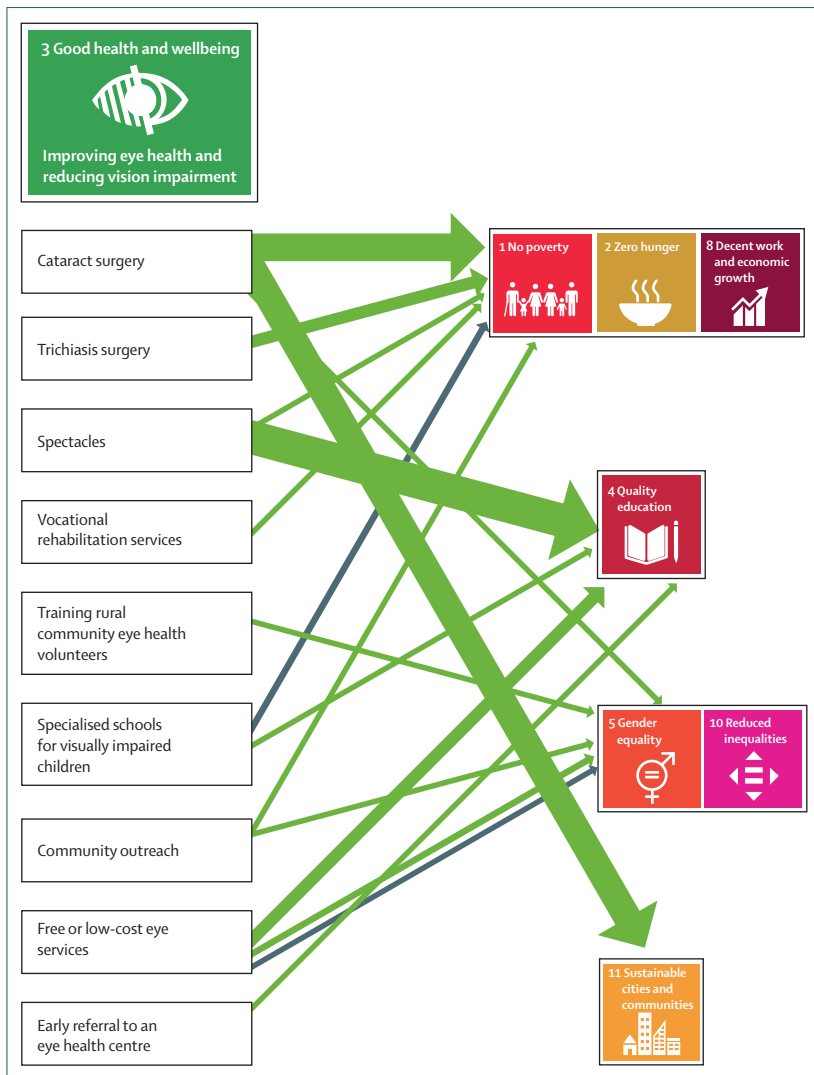 3 Good health and wellbeing
Improving eye health and
reducing vision impairment
Cataract surgery
Trichiasis surgery
Spectacles
Vocational
rehabilitation services
Training rural
community eye health
volunteers
Specialised schools
for visually impaired
children
Community outreach
Free or low-cost eye
services
Early referral to an
eye health centre
1 No poverty
2 Zero hunger
8 Decent work
and economic
growth
4 Quality
education
5 Gender
equality
10 Reduced
inequalities
11 Sustainable
cities and
communities